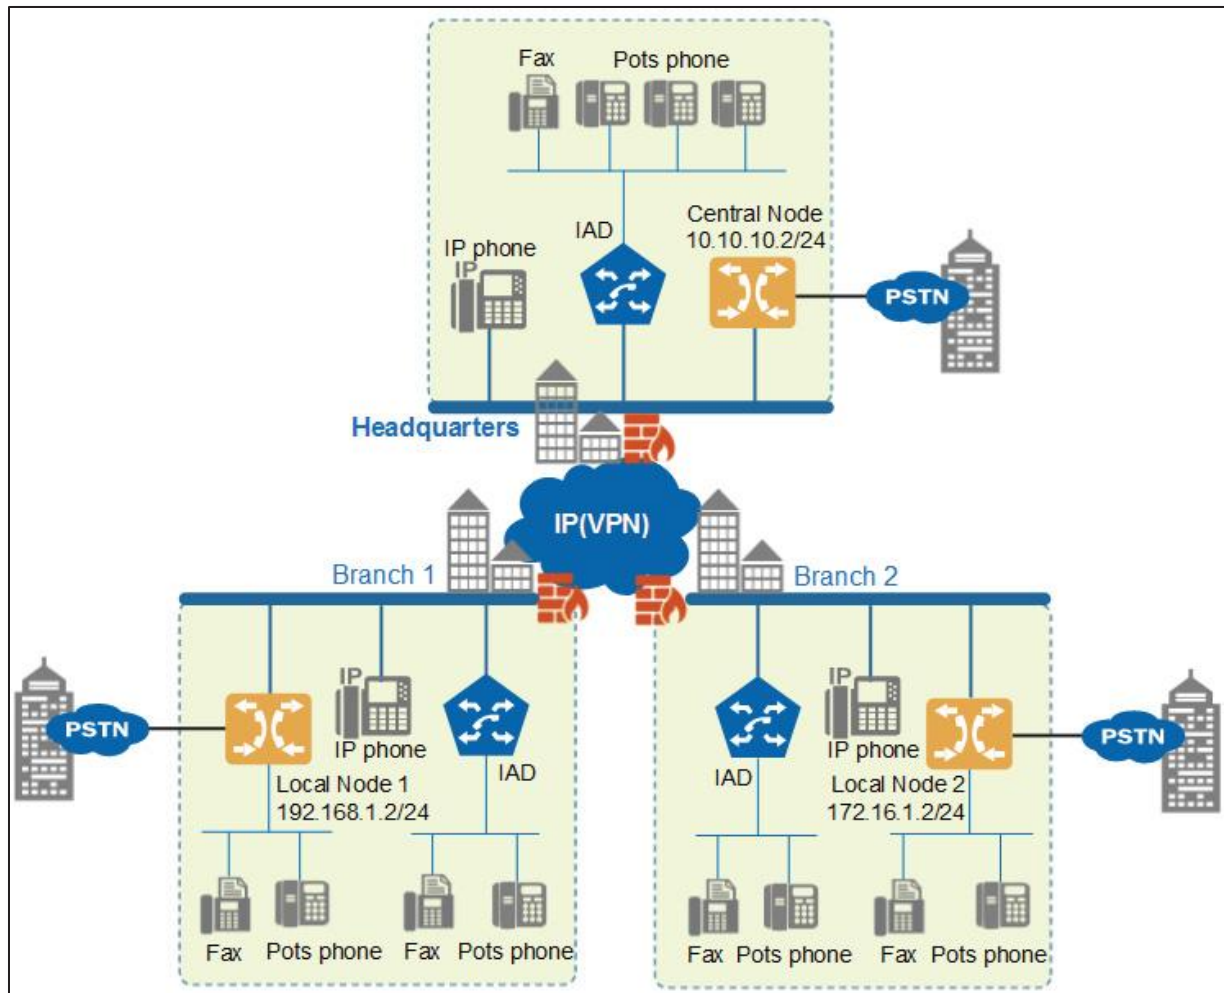 Fax
Pots phone
Central Node
10.10.10.2/24
IAD
IP phone
IP
PSTN
Headquarters
IP(VPN)
Branch 1
Branch 2
IP
IP
PSTN
PSTN
IP phone
IAD
IAD
IP phone
Local Node 1
192.168.1.2/24
Local Node 2
172.16.1.2/24
Fax
Pots phone
Fax
Pots phone
Fax
Pots phone
Fax
Pots phone